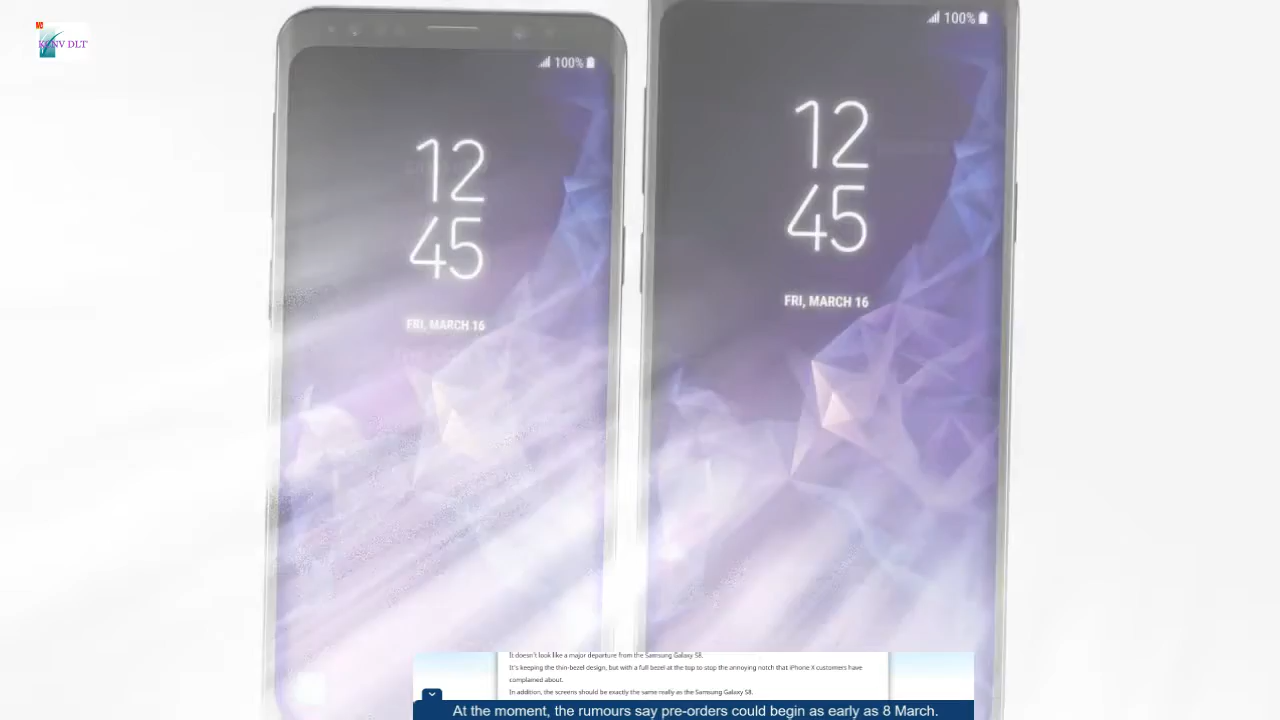 MD
KNV DLT
100%
12
45
FRI, MARCH 16
100%
12
45
FRI, MARCH 16
It doesn't look like a major departure from the Samsung Galaxy S8.
It's keeping the thin-bezel design, but with a full bezel at the top to stop the annoying notch that iPhone X customers have
complained about.
In addition, the screens should be exactly the same really as the Samsung Galaxy S8.
At the moment, the rumours say pre-orders could begin as early as 8 March.